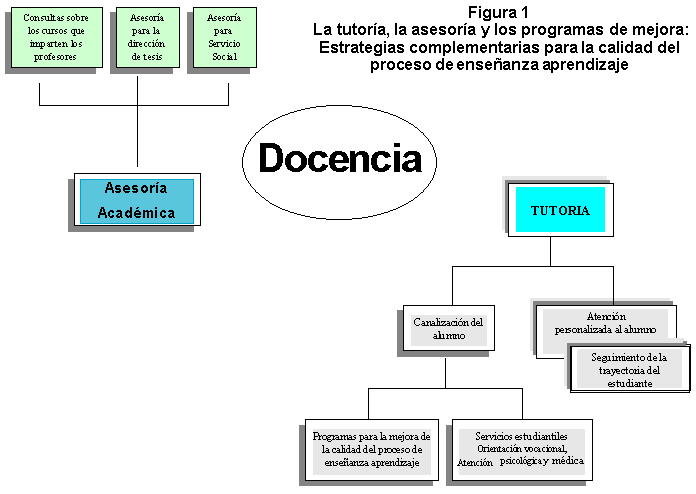 Figura 1
La tutoría, la asesoría y los programas de mejora:
Estrategias complementarias para la calidad del
proceso de enseñanza aprendizaje
Consultas sobre
los cursos que
imparten los
profesores
Asesoría
para la
dirección
de tesis
Asesoría
para
Servicio
Social
Asesoría
Académica
Docencia
TUTORIA
Canalización del
alumno
Atención
personalizada al alumno
Seguimiento de la
trayectoria del
estudiante
Programas para la mejora de
la calidad del proceso de
enseñanza aprendizaje
Servicios estudiantiles
Orientación vocacional,
Atención psicológica y médica